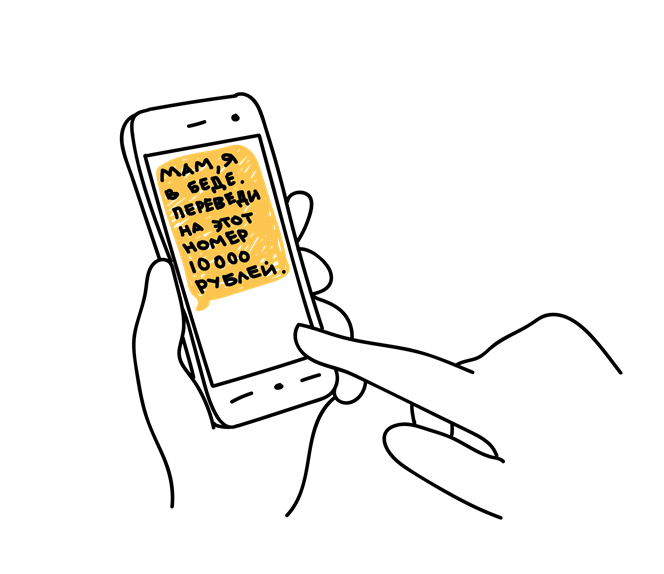 МАМ, Я
В БЕДЕ.
ПЕРЕВЕДИ
НА ЭТОТ
НОМЕР
10 000
РУБЛЕЙ.